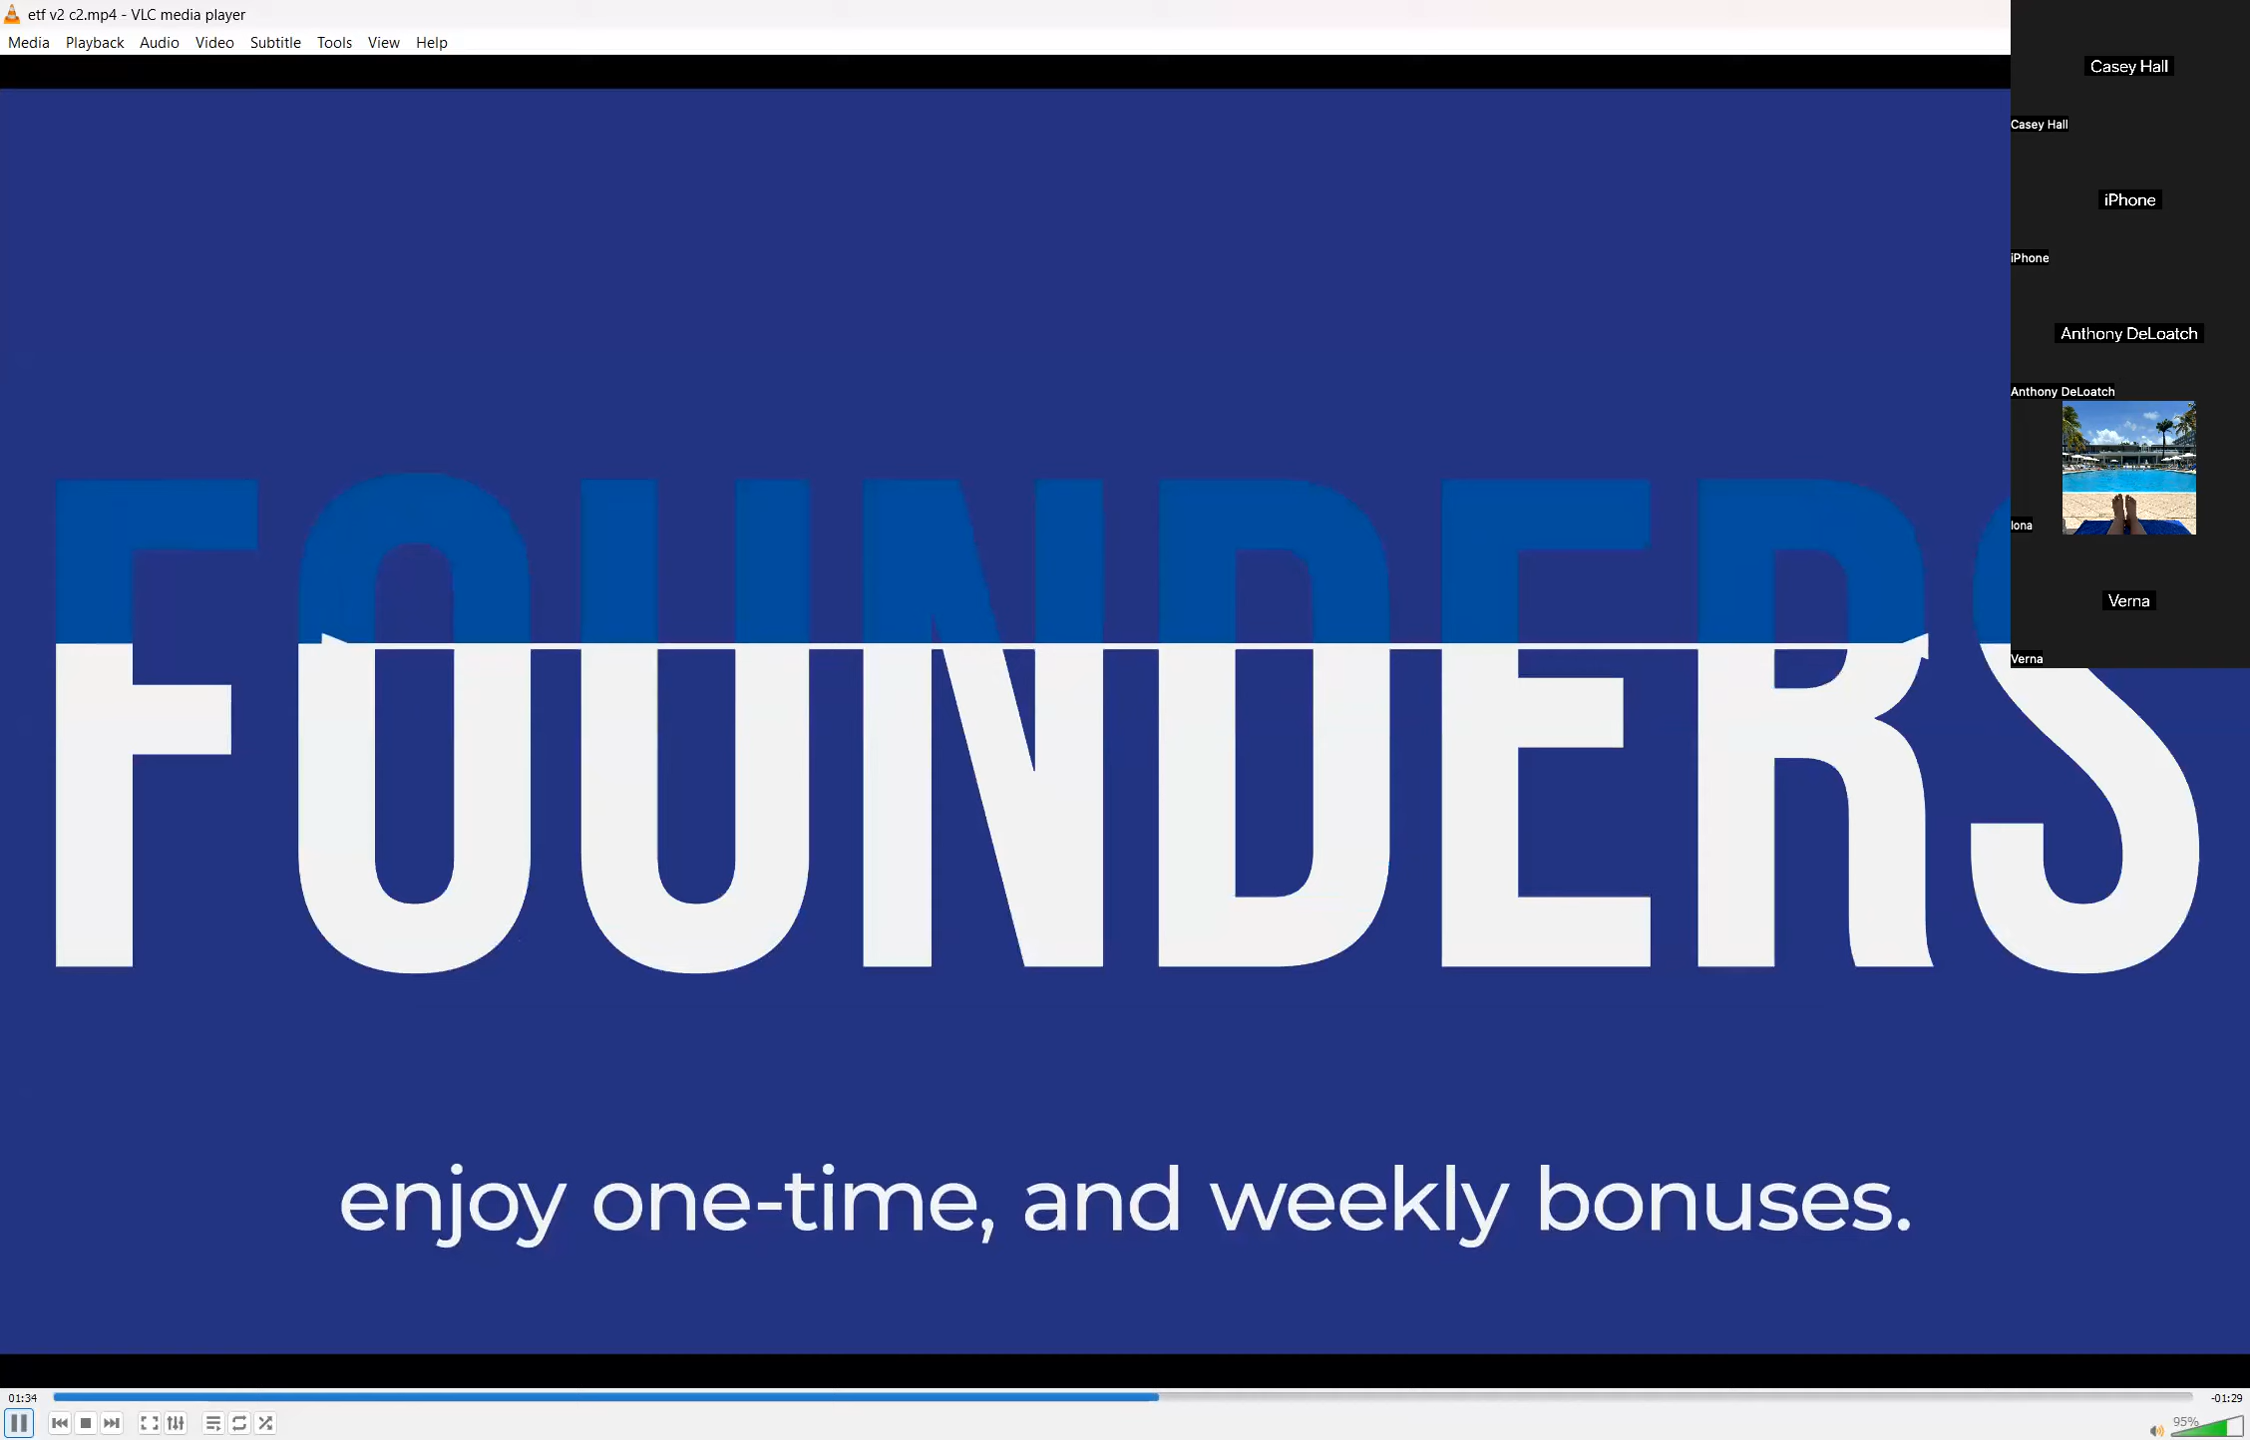 etf v2 c2.mp4 - VLC media player
Media Playback Audio Video Subtitle Tools View Help
Casey Hall
Casey Hall
iPhone
iPhone
Anthony DeLoatch
Anthony DeLoatch
Iona
Verna
Verna
FOUNDERS
enjoy one-time, and weekly bonuses.
01:34
-01:29
95%